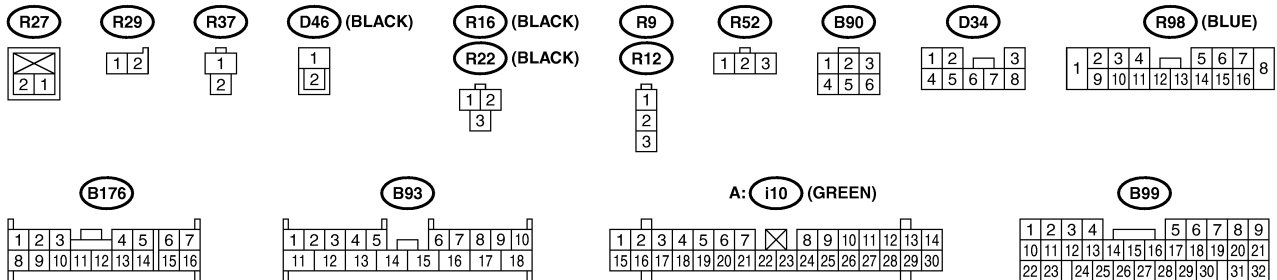 R27 R29 R37 D46 (BLACK) R16 (BLACK) R9 R52 B90 D34 R98 (BLUE)
R22 (BLACK) R12
2 1
1 2
1
2
1
2
1 2
3
1
2
3
1 2 3
1 2 3
4 5 6
1 2 3
4 5 6 7 8
1 2 3 4 5 6 7 8
9 10 11 12 13 14 15 16
B176 B93 A: i10 (GREEN) B99
1 2 3 4 5 6 7
8 9 10 11 12 13 14 15 16
1 2 3 4 5 6 7 8 9 10
11 12 13 14 15 16 17 18
1 2 3 4 5 6 7 8 9 10 11 12 13 14
15 16 17 18 19 20 21 22 23 24 25 26 27 28 29 30
1 2 3 4 5 6 7 8 9
10 11 12 13 14 15 16 17 18 19 20 21
22 23 24 25 26 27 28 29 30 31 32